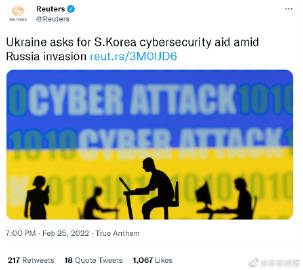 Reuters
@Reuters
Ukraine asks for S.Korea cybersecurity aid amid
Russia invasion reut.rs/3M0IJD6
CYBER ATTACK 1010
1010 CYBER ATTACK
7:00 PM · Feb 25, 2022 · True Anthem
217 Retweets 18 Quote Tweets 1,067 Likes